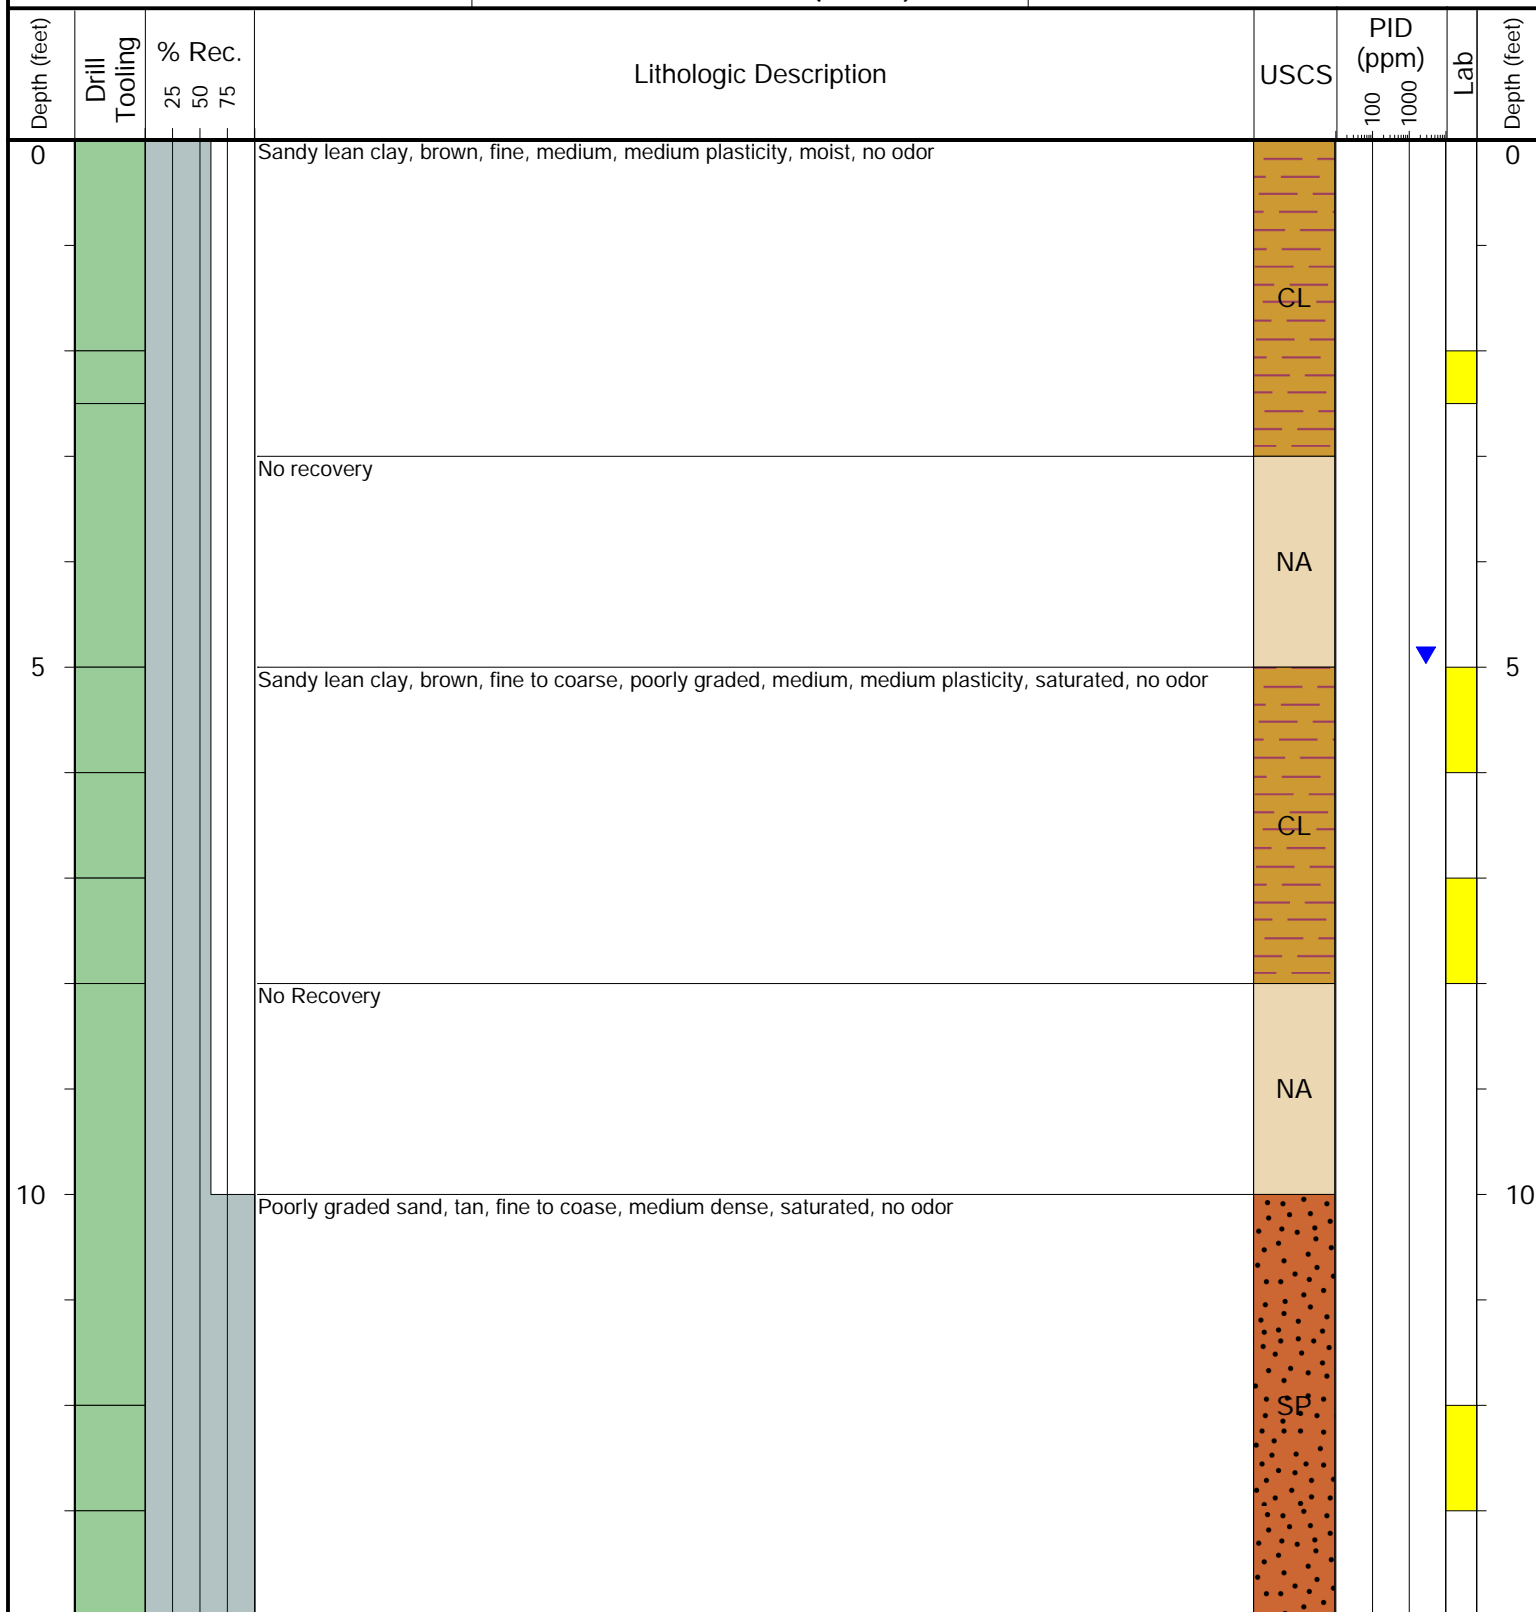 Depth (feet)
Drill Tooling
% Rec.
25 50 75
Lithologic Description
USCS
PID (ppm)
100 1000
Lab
Depth (feet)
0
Sandy lean clay, brown, fine, medium, medium plasticity, moist, no odor
0
CL
No recovery
NA
5
Sandy lean clay, brown, fine to coarse, poorly graded, medium, medium plasticity, saturated, no odor
5
CL
No Recovery
NA
10
Poorly graded sand, tan, fine to coase, medium dense, saturated, no odor
10
SP